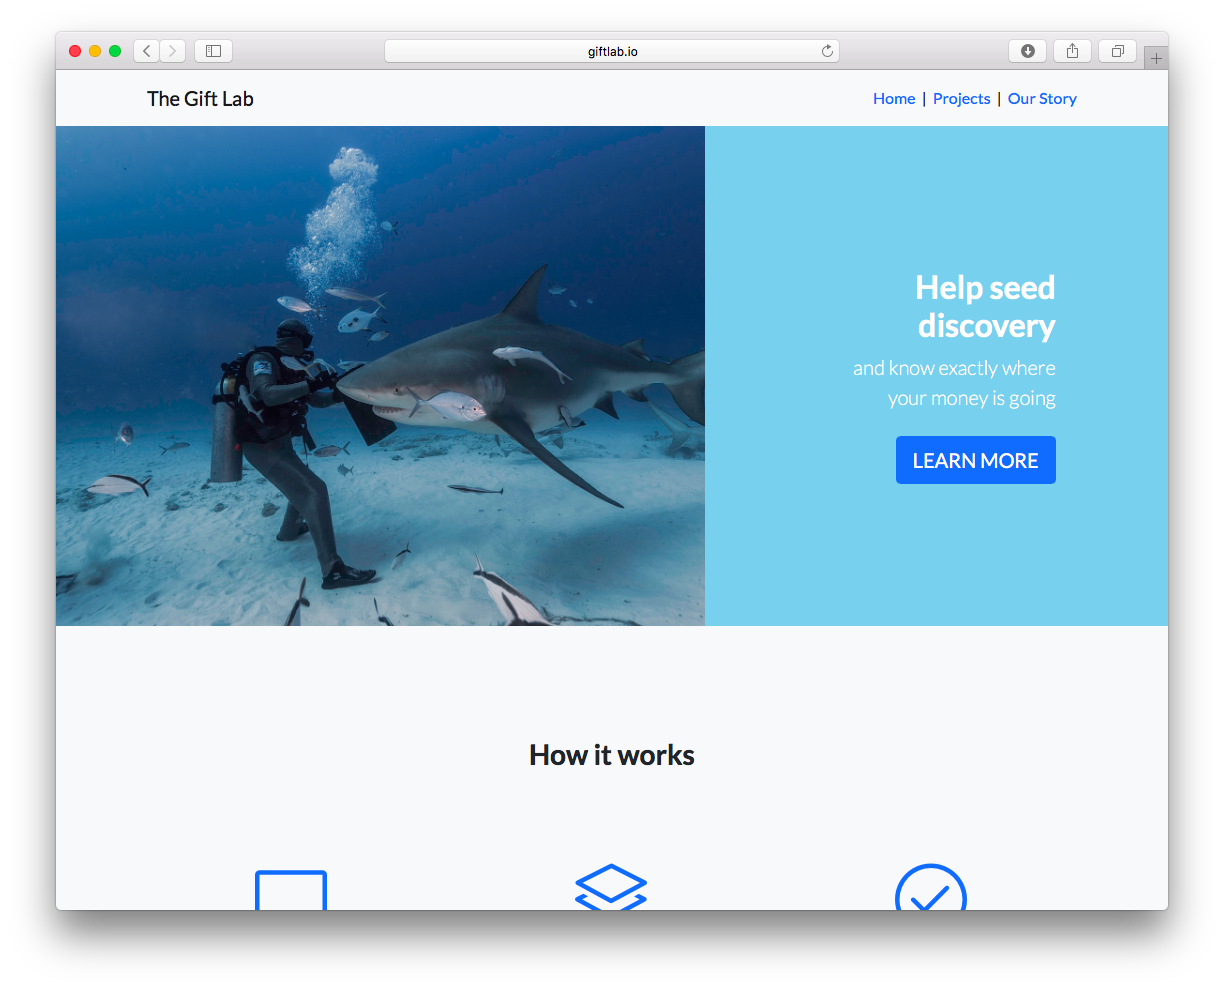 giftlab.io
The Gift Lab
Home | Projects | Our Story
Help seed
discovery
and know exactly where
your money is going
LEARN MORE
How it works